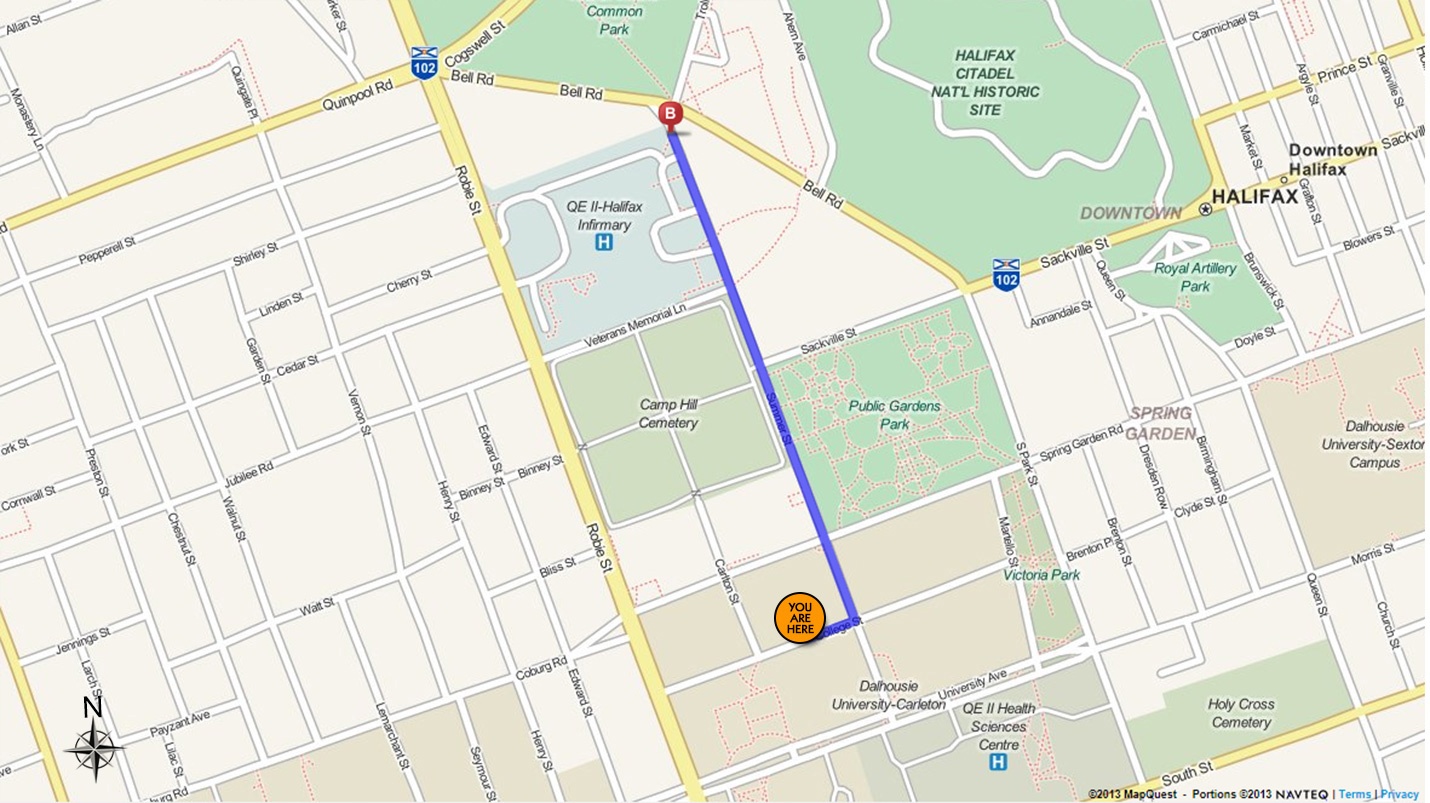 Allan St
Parker St
Cogswell St
Common
Park
Ahern Ave
Carmichael St
Argyle St
Granville St
Prince St
102
Bell Rd
Bell Rd
HALIFAX
CITADEL
NAT'L HISTORIC
SITE
Quingate Pl
Quinpool Rd
Monastery Ln
B
Market St
Sackville
Downtown
Halifax
Robie St
Bell Rd
HALIFAX
Grafton St
DOWNTOWN
QE II-Halifax
Infirmary
H
Pepperell St
Shirley St
Cherry St
Linden St
Sackville St
102
Blowers St
Queen St
Royal Artillery
Park
Brunswick St
Annandale St
Veterans Memorial Ln
Sackville St
Doyle St
Garden St
Cedar St
Vernon St
Camp Hill
Cemetery
Summer St
Public Gardens
Park
SPRING
GARDEN
Spring Garden Rd
S Park St
Dresden Row
Birmingham St
Dalhousie
University-Sexton
Campus
ork St
Preston St
Jubilee Rd
Edward St
Binney St
Binney St
Cornwall St
Walnut St
Henry St
Chestnut St
N
N
Clyde St
Robie St
Martello St
Brenton Pl
Brenton St
Morris St
Bliss St
Carlton St
Victoria Park
Queen St
Church St
Watt St
YOU
ARE
HERE
College St
Jennings St
Larch St
Coburg Rd
Edward St
Dalhousie
University-Carleton
University Ave
QE II Health
Sciences
Centre
H
Holy Cross
Cemetery
N
Payzant Ave
Lilac St
Lemarchant St
Seymour St
Henry St
South St
burg Rd
©2013 MapQuest - Portions ©2013 NAVTEQ | Terms | Privacy